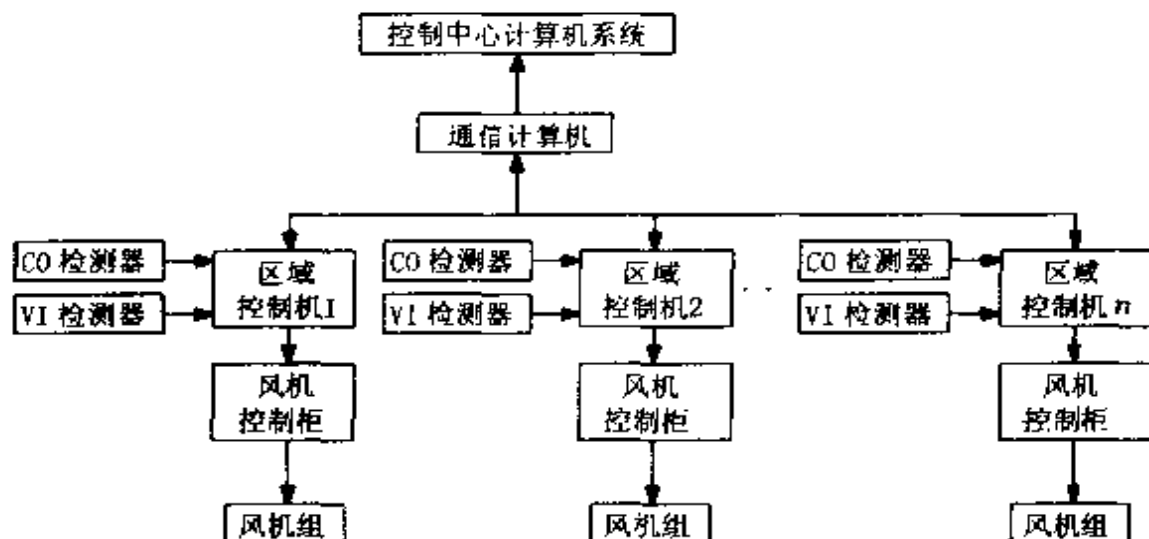 控制中心计算机系统
通信计算机
CO 检测器
区域
控制机1
VI 检测器
CO 检测器
区域
控制机2
VI 检测器
CO 检测器
区域
控制机 n
VI 检测器
风机
控制柜
风机
控制柜
风机
控制柜
风机组
风机组
风机组